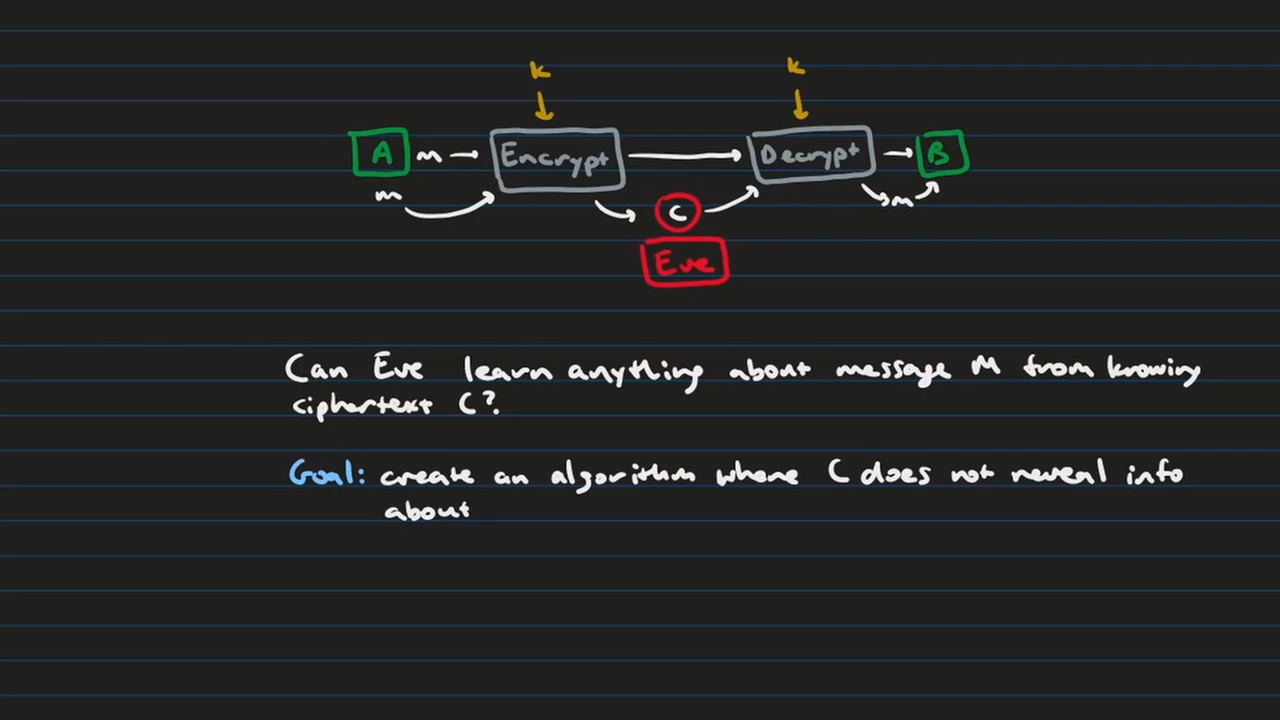 k k
A m Encrypt Decrypt B
m C m
Eve
Can Eve learn anything about message M from knowing
ciphertext C?
Goal: create an algorithm where C does not reveal info
about